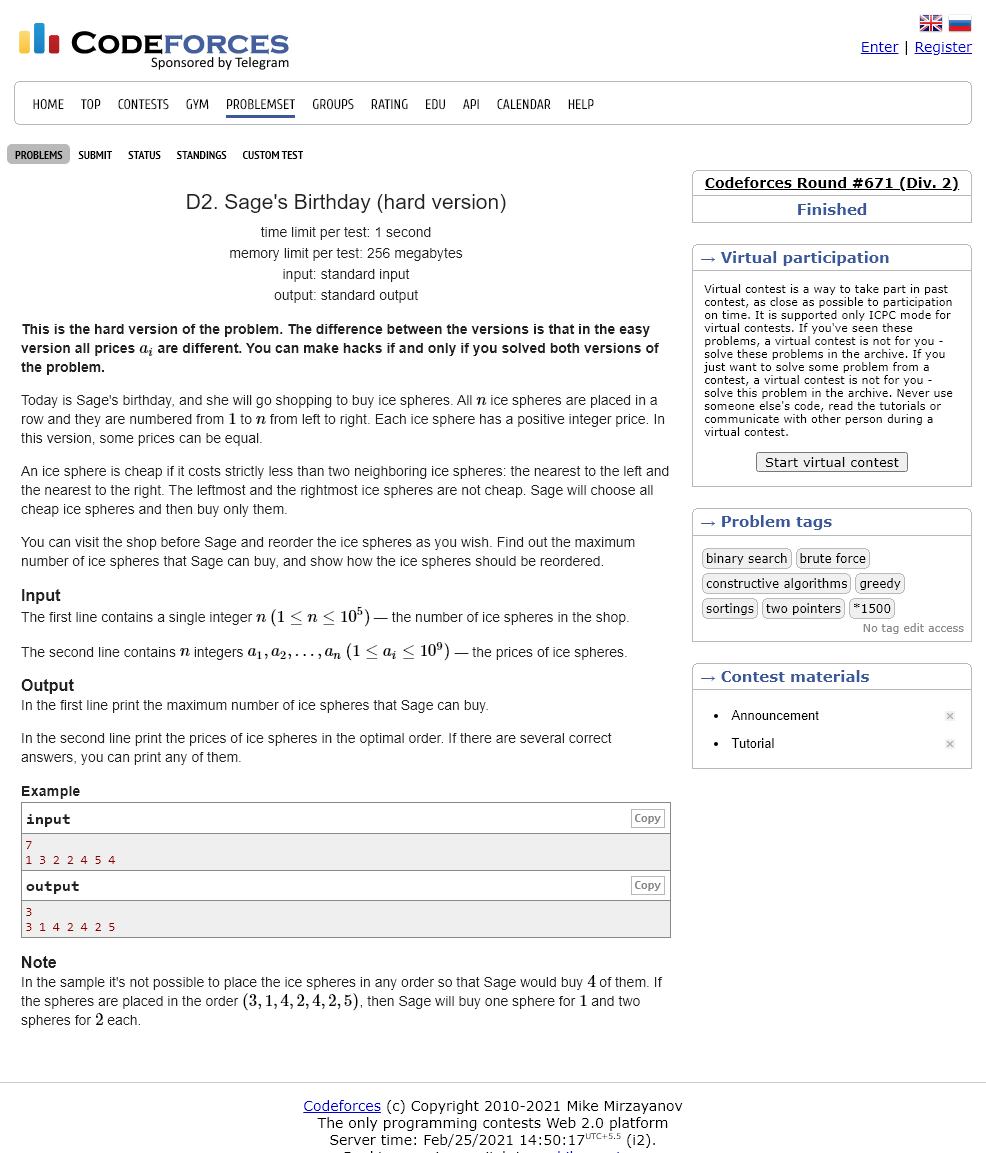 CODEFORCES
Sponsored by Telegram
Enter | Register
HOME TOP CONTESTS GYM PROBLEMSET GROUPS RATING EDU API CALENDAR HELP
PROBLEMS SUBMIT STATUS STANDINGS CUSTOM TEST
D2. Sage's Birthday (hard version)
time limit per test: 1 second
memory limit per test: 256 megabytes
input: standard input
output: standard output
This is the hard version of the problem. The difference between the versions is that in the easy
version all prices a_i are different. You can make hacks if and only if you solved both versions of
the problem.
Today is Sage's birthday, and she will go shopping to buy ice spheres. All n ice spheres are placed in a
row and they are numbered from 1 to n from left to right. Each ice sphere has a positive integer price. In
this version, some prices can be equal.
An ice sphere is cheap if it costs strictly less than two neighboring ice spheres: the nearest to the left and
the nearest to the right. The leftmost and the rightmost ice spheres are not cheap. Sage will choose all
cheap ice spheres and then buy only them.
You can visit the shop before Sage and reorder the ice spheres as you wish. Find out the maximum
number of ice spheres that Sage can buy, and show how the ice spheres should be reordered.
Input
The first line contains a single integer n (1 ≤ n ≤ 10^5) — the number of ice spheres in the shop.
The second line contains n integers a_1, a_2, …, a_n (1 ≤ a_i ≤ 10^9) — the prices of ice spheres.
Output
In the first line print the maximum number of ice spheres that Sage can buy.
In the second line print the prices of ice spheres in the optimal order. If there are several correct
answers, you can print any of them.
Example
input Copy
7
1 3 2 2 4 5 4
output Copy
3
3 1 4 2 4 2 5
Note
In the sample it's not possible to place the ice spheres in any order so that Sage would buy 4 of them. If
the spheres are placed in the order (3, 1, 4, 2, 4, 2, 5), then Sage will buy one sphere for 1 and two
spheres for 2 each.
Codeforces Round #671 (Div. 2)
Finished
→ Virtual participation
Virtual contest is a way to take part in past
contest, as close as possible to participation
on time. It is supported only ICPC mode for
virtual contests. If you've seen these
problems, a virtual contest is not for you -
solve these problems in the archive. If you
just want to solve some problem from a
contest, a virtual contest is not for you -
solve this problem in the archive. Never use
someone else's code, read the tutorials or
communicate with other person during a
virtual contest.
Start virtual contest
→ Problem tags
binary search brute force
constructive algorithms greedy
sortings two pointers *1500
No tag edit access
→ Contest materials
• Announcement ×
• Tutorial ×
Codeforces (c) Copyright 2010-2021 Mike Mirzayanov
The only programming contests Web 2.0 platform
Server time: Feb/25/2021 14:50:17 UTC+5.5 (i2).